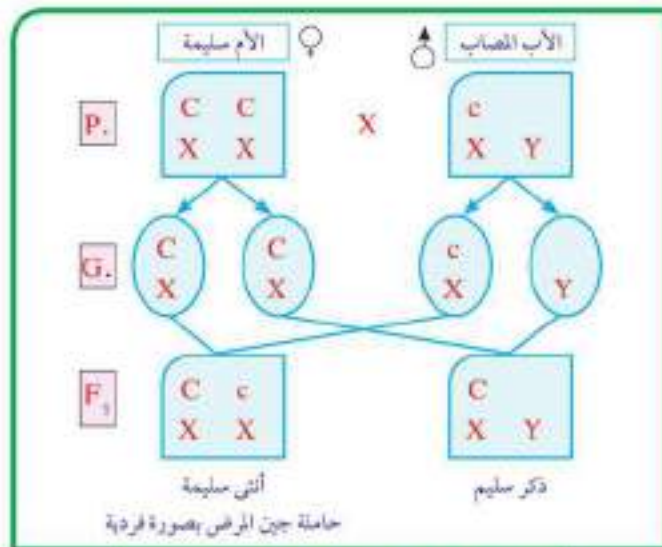 الأب المصاب ♂ ♀ الأم سليمة
P. C C c
X X X X Y
G. C C c
X X X Y
F₁ C c C
X X X Y
ذكر سليم أنثى سليمة
حاملة جين المرض بصورة فردية